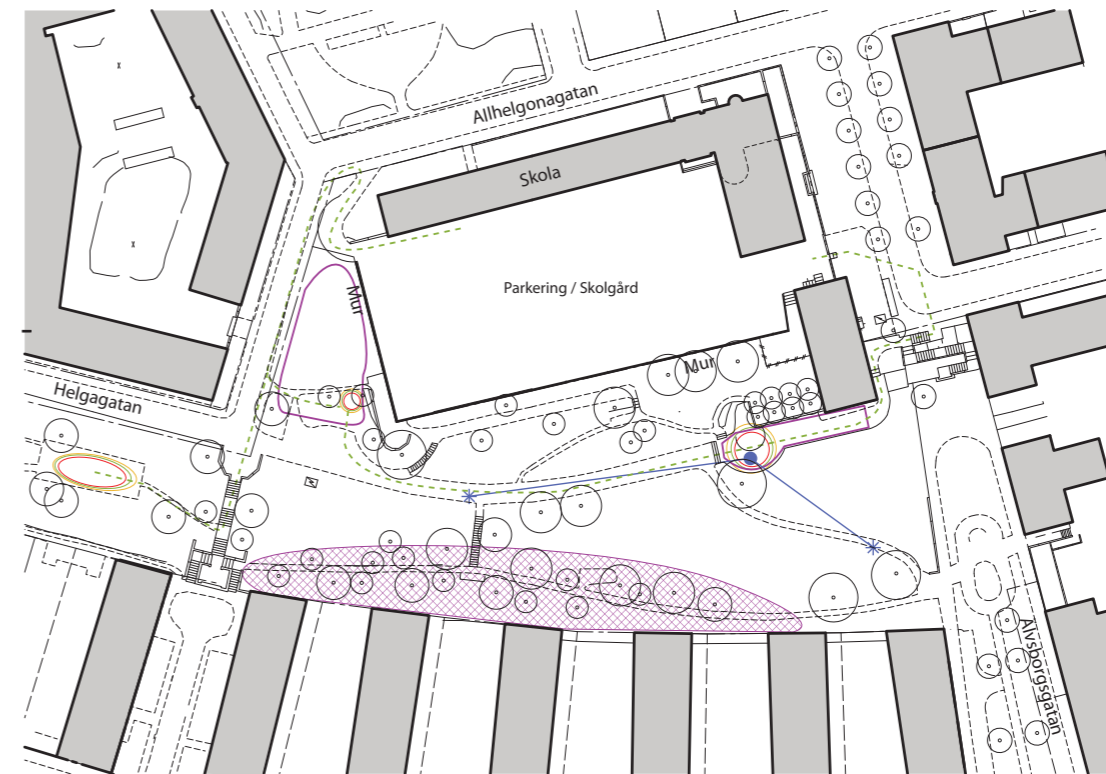 Allhelgonagatan
Skola
Parkering / Skolgård
Mur
Mur
Helgagatan
Älvsborgsgatan